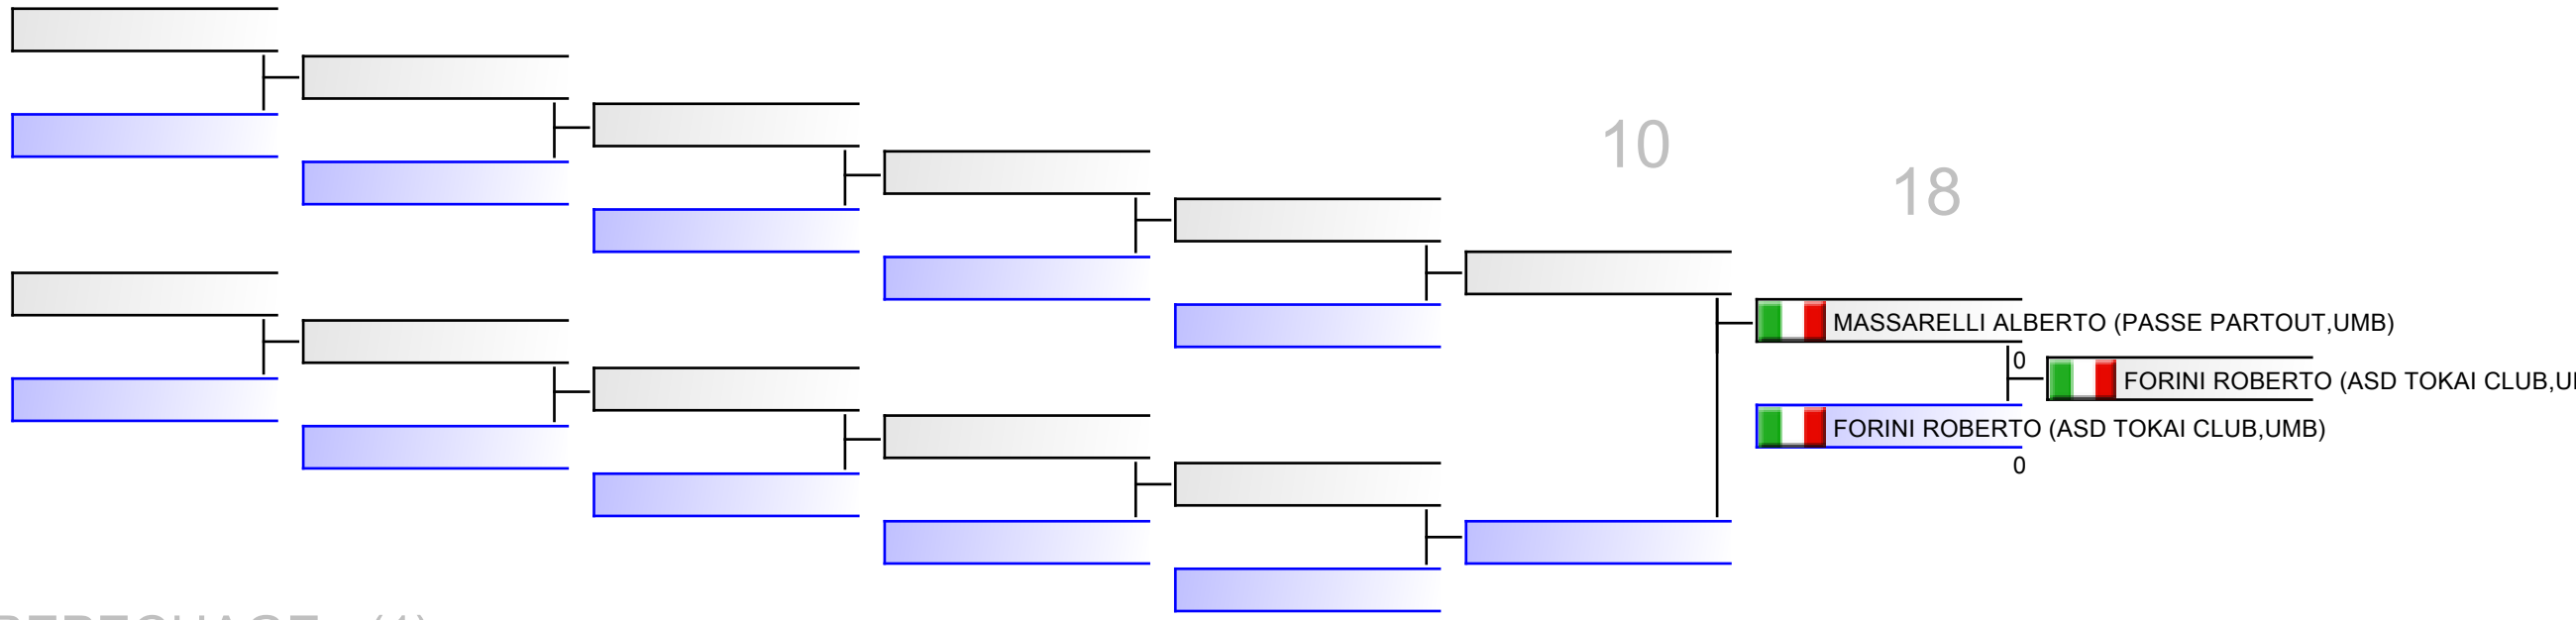 10
18
MASSARELLI ALBERTO (PASSE PARTOUT,UMB)
0
FORINI ROBERTO (ASD TOKAI CLUB,
FORINI ROBERTO (ASD TOKAI CLUB,UMB)
0